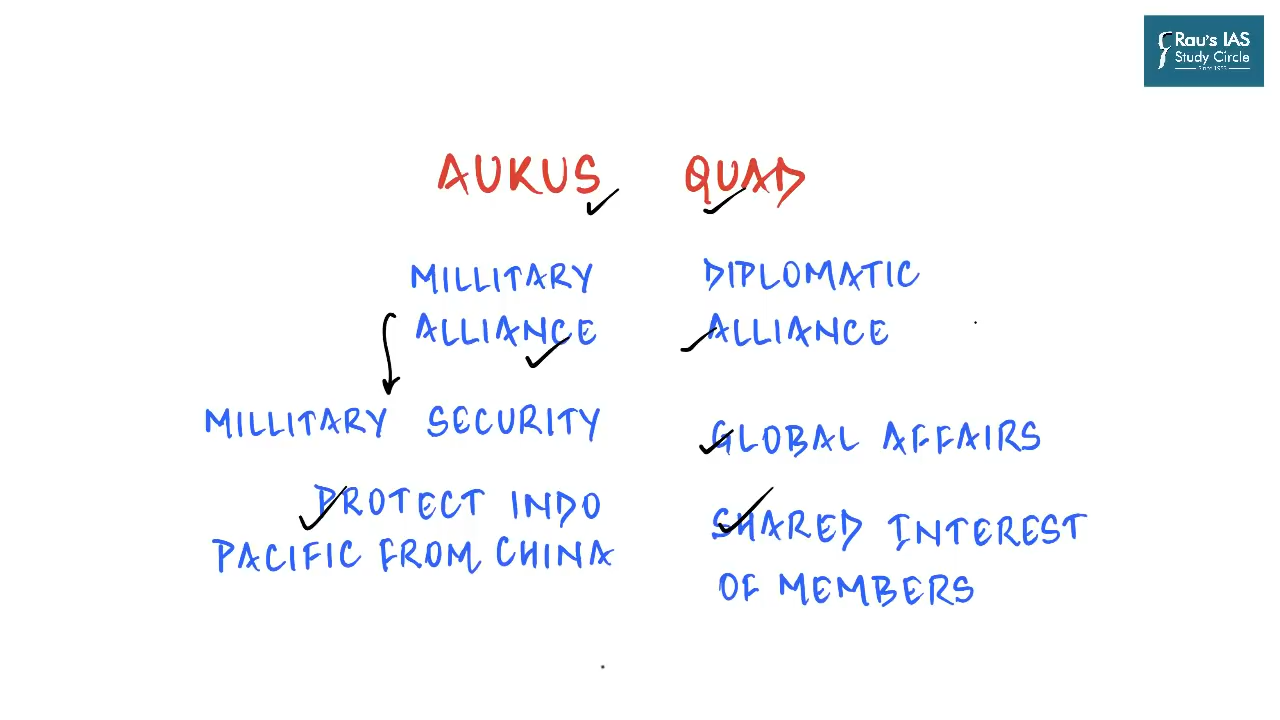 Rau's IAS
Study Circle
AUKUS QUAD
MILLITARY DIPLOMATIC
ALLIANCE ALLIANCE
MILLITARY SECURITY GLOBAL AFFAIRS
PROTECT INDO SHARED INTEREST
PACIFIC FROM CHINA OF MEMBERS